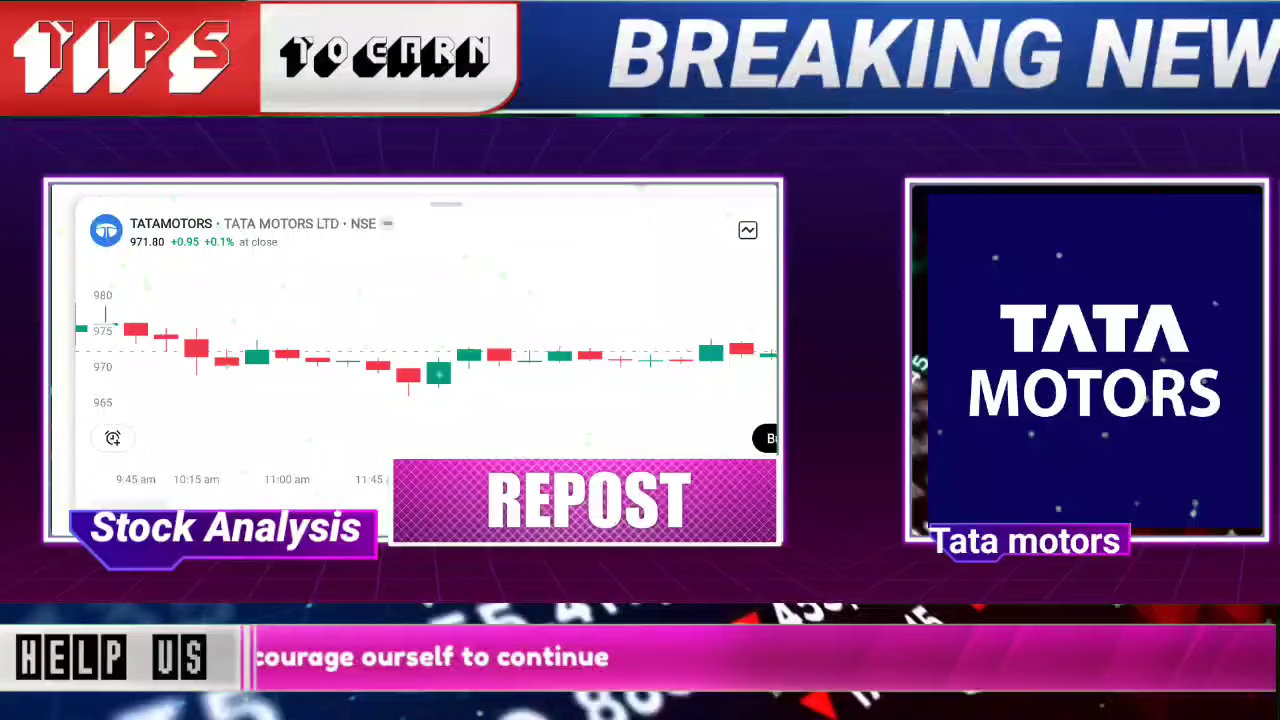 TIPS
TO EARN
BREAKING NEW
TATAMOTORS · TATA MOTORS LTD · NSE
971.80 +0.95 +0.1% at close
980
975
970
965
9:45 am 10:15 am 11:00 am 11:45
REPOST
Stock Analysis
TATA
MOTORS
Tata motors
HELP US
courage ourself to continue